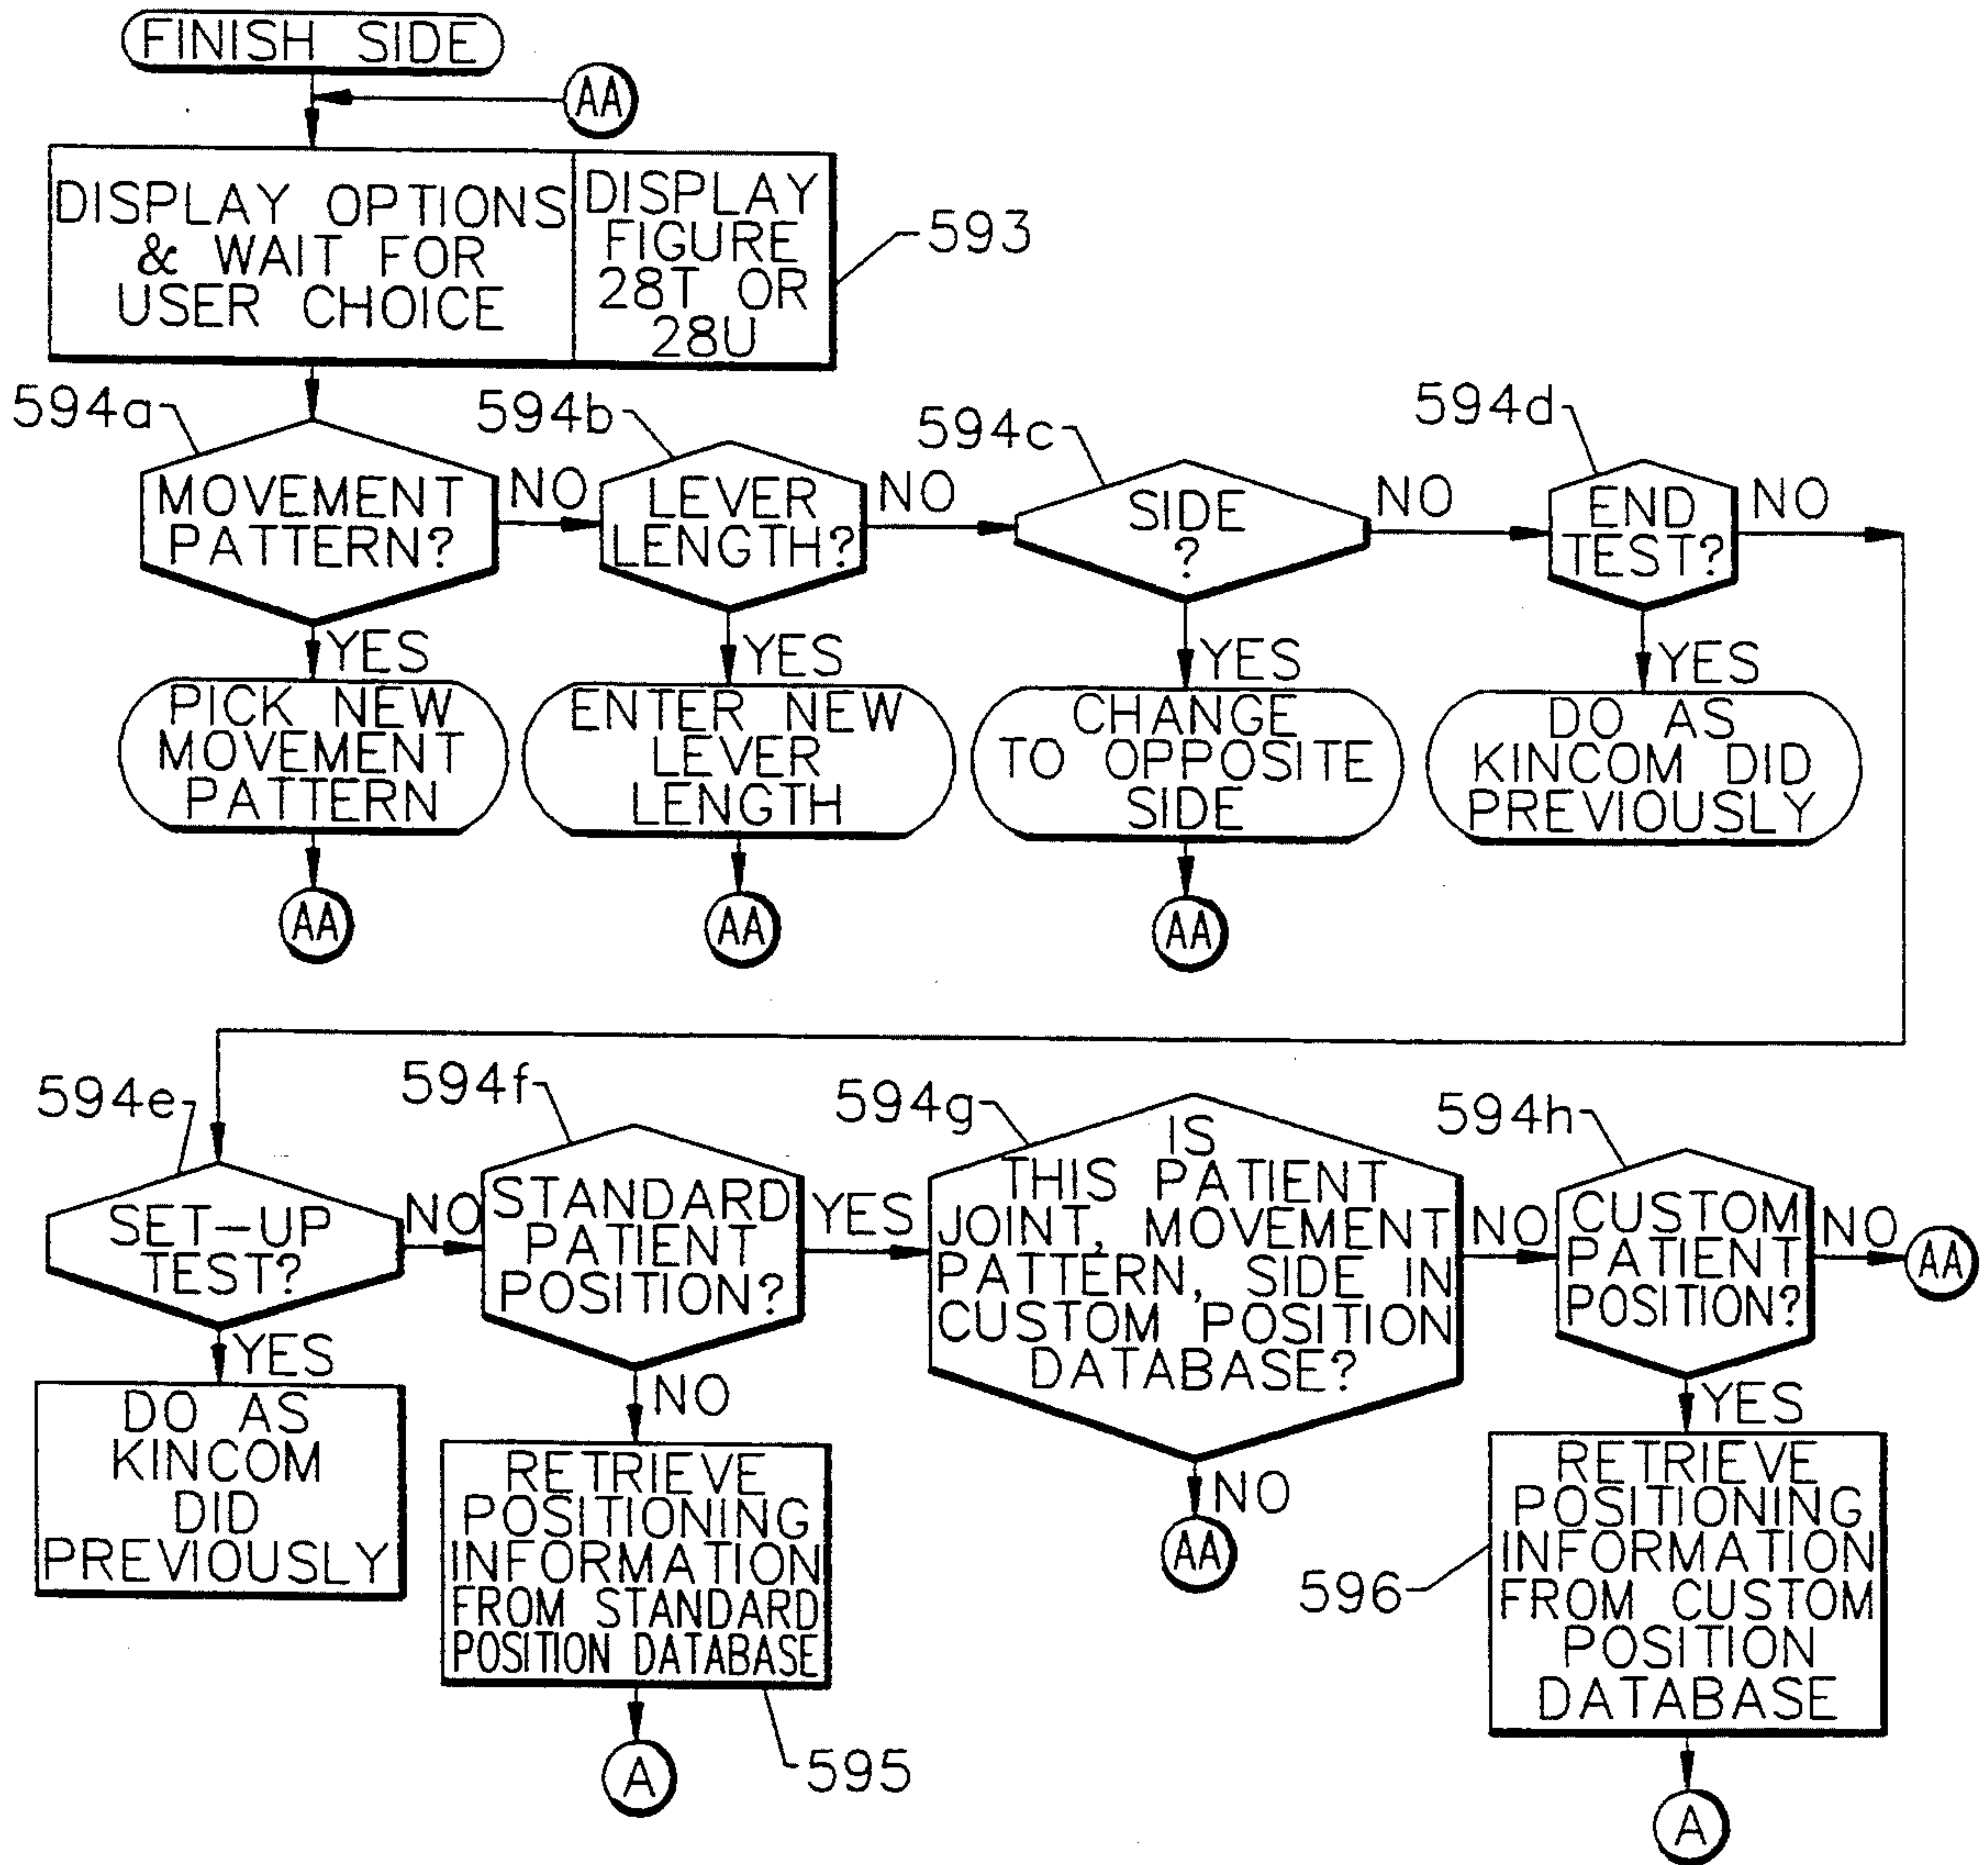 FINISH SIDE
AA
DISPLAY OPTIONS
& WAIT FOR
USER CHOICE
DISPLAY
FIGURE
28T OR
28U
593
594a
MOVEMENT
PATTERN?
NO
594b
LEVER
LENGTH?
NO
594c
SIDE
?
NO
594d
END
TEST?
NO
YES
PICK NEW
MOVEMENT
PATTERN
AA
YES
ENTER NEW
LEVER
LENGTH
AA
YES
CHANGE
TO OPPOSITE
SIDE
AA
YES
DO AS
KINCOM DID
PREVIOUSLY
594e
SET-UP
TEST?
NO
594f
STANDARD
PATIENT
POSITION?
YES
594g
IS
THIS PATIENT
JOINT, MOVEMENT
PATTERN, SIDE IN
CUSTOM POSITION
DATABASE?
NO
594h
CUSTOM
PATIENT
POSITION?
NO
AA
YES
DO AS
KINCOM
DID
PREVIOUSLY
NO
RETRIEVE
POSITIONING
INFORMATION
FROM STANDARD
POSITION DATABASE
595
A
NO
AA
YES
RETRIEVE
POSITIONING
INFORMATION
FROM CUSTOM
POSITION
DATABASE
596
A